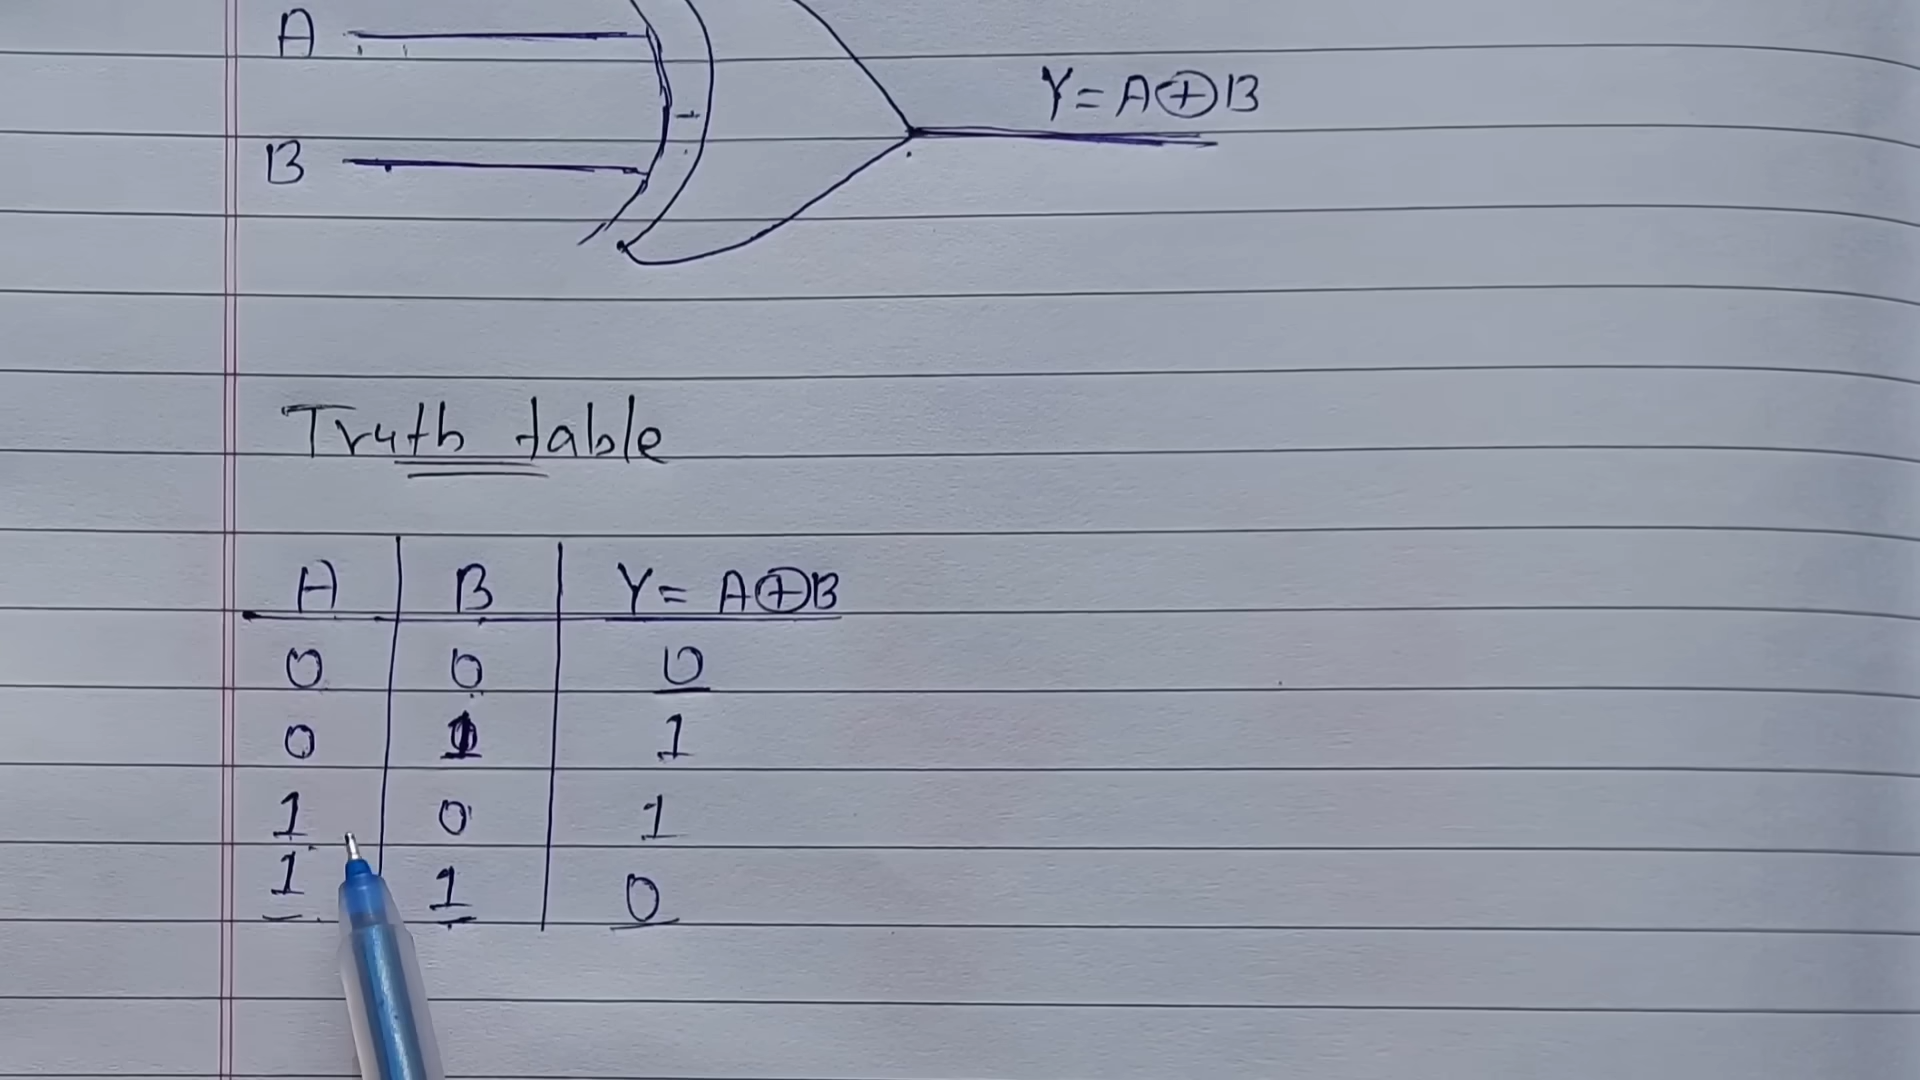 A
Y = A ⊕ B
B
Truth table
A B Y = A ⊕ B
0 0 0
0 1 1
1 0 1
1 1 0